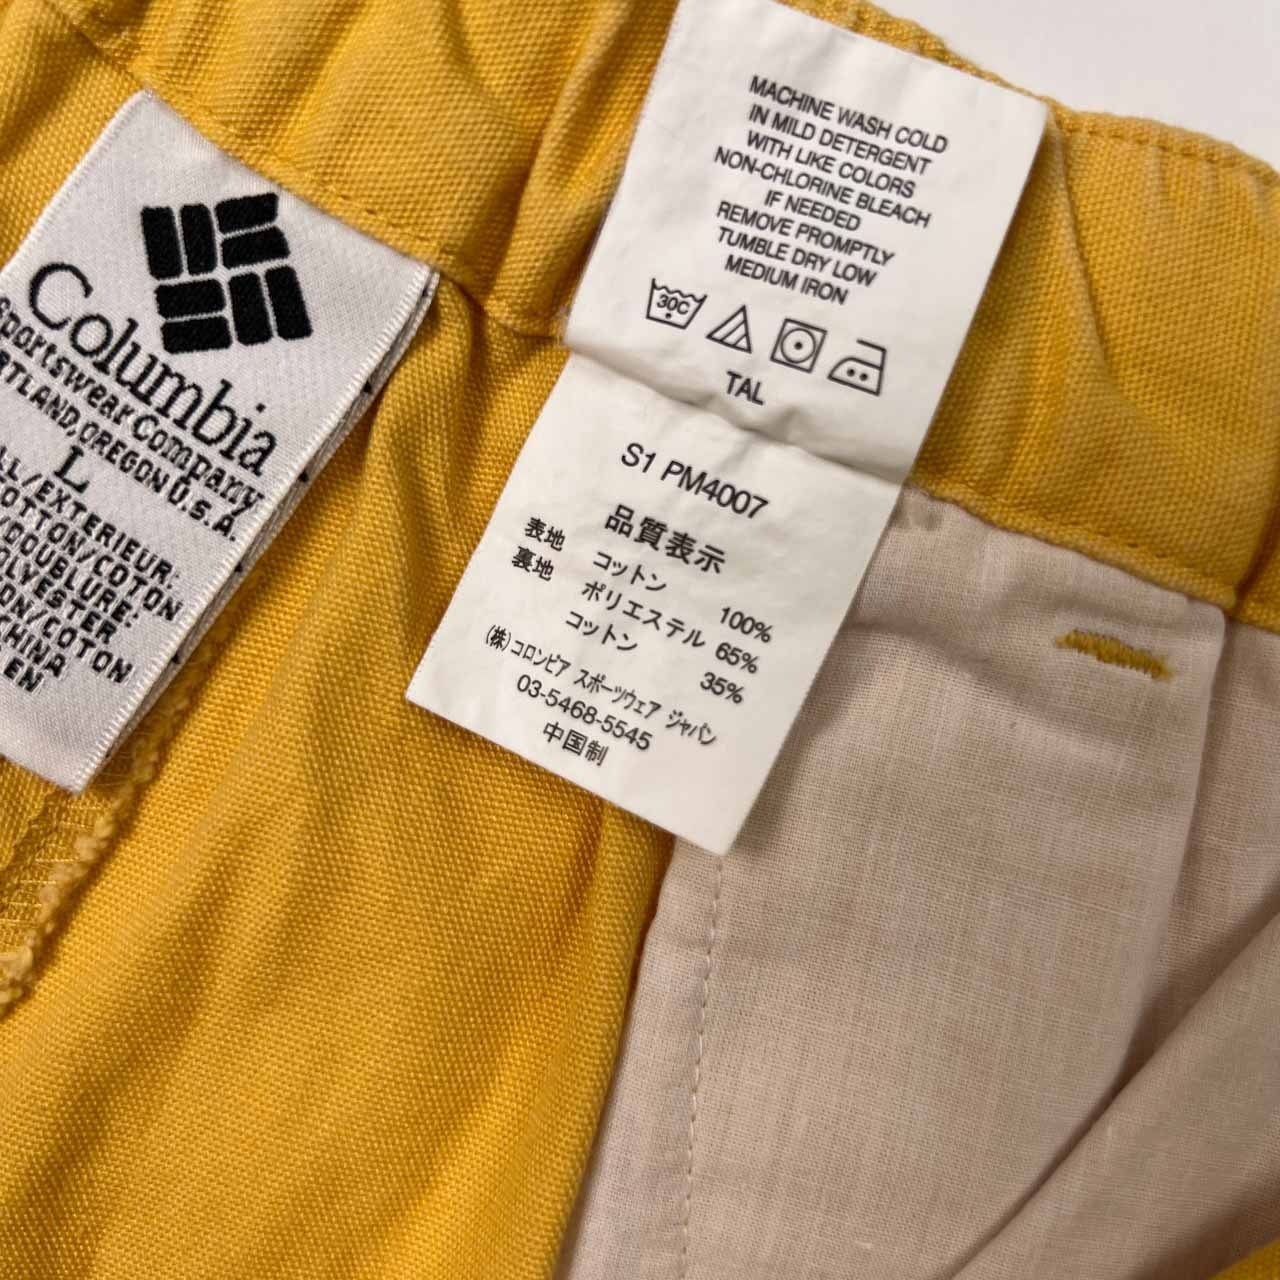 Columbia
Sportswear Company
PORTLAND, OREGON U.S.A.
L
/EXTERIEUR:
COTTON/COTON
/DOUBLURE:
POLYESTER
/COTON
CHINA
MACHINE WASH COLD
IN MILD DETERGENT
WITH LIKE COLORS
NON-CHLORINE BLEACH
IF NEEDED
REMOVE PROMPTLY
TUMBLE DRY LOW
MEDIUM IRON
30C
TAL
S1 PM4007
品質表示
表地 コットン 100%
裏地 ポリエステル 65%
コットン 35%
(株)コロンビア スポーツウェア ジャパン
03-5468-5545
中国制